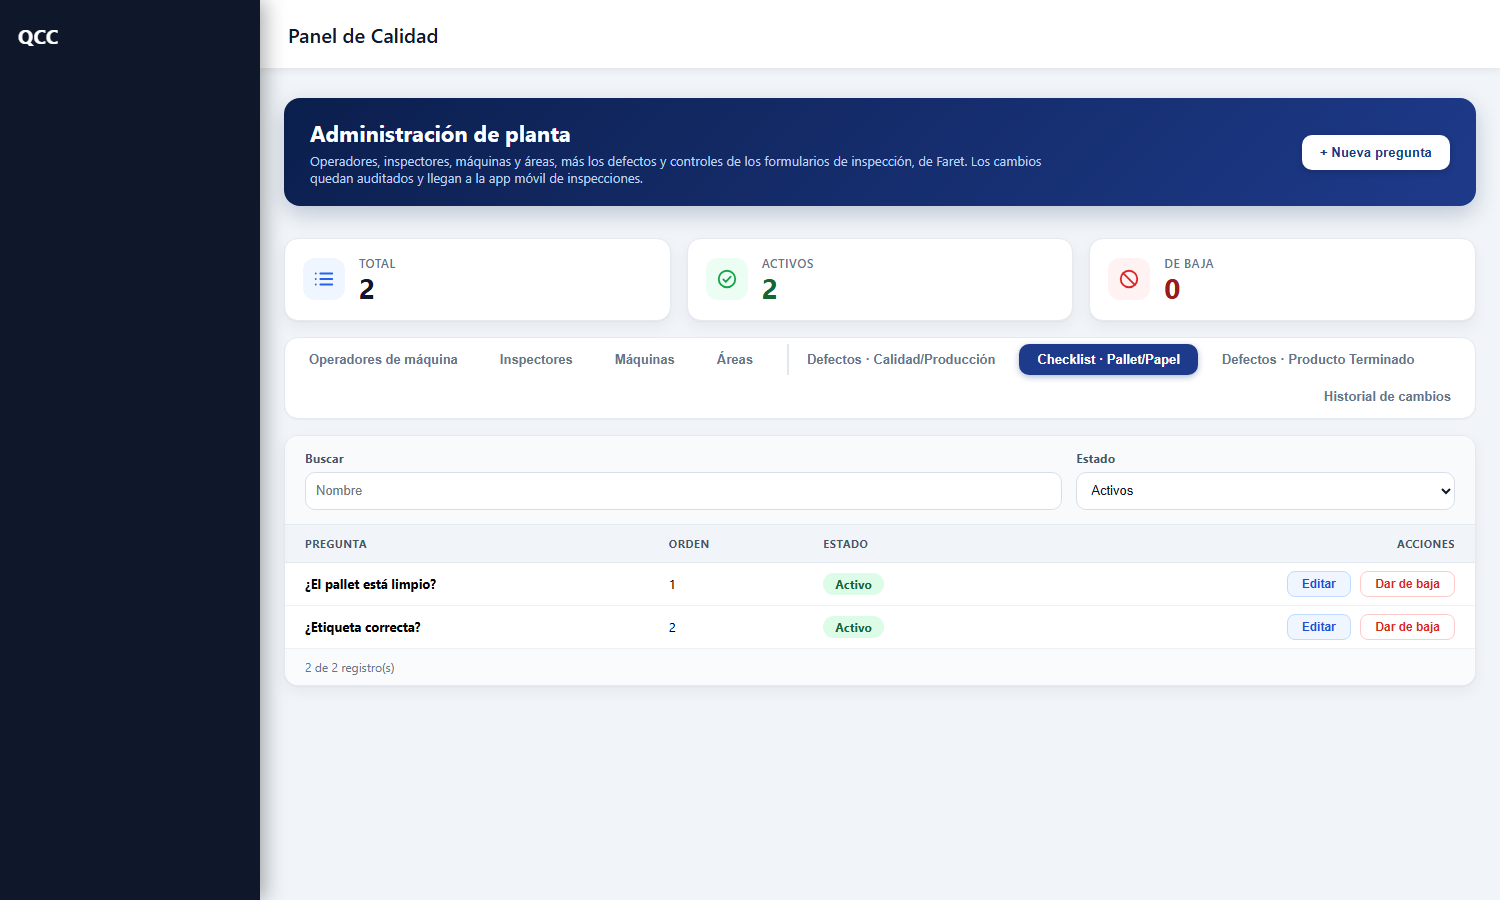 QCC
Panel de Calidad
Administración de planta
Operadores, inspectores, máquinas y áreas, más los defectos y controles de los formularios de inspección, de Faret. Los cambios
quedan auditados y llegan a la app móvil de inspecciones.
+ Nueva pregunta
TOTAL
2
ACTIVOS
2
DE BAJA
0
Operadores de máquina
Inspectores
Máquinas
Áreas
Defectos · Calidad/Producción
Checklist · Pallet/Papel
Defectos · Producto Terminado
Historial de cambios
Buscar
Nombre
Estado
Activos
PREGUNTA ORDEN ESTADO ACCIONES
¿El pallet está limpio? 1 Activo Editar Dar de baja
¿Etiqueta correcta? 2 Activo Editar Dar de baja
2 de 2 registro(s)